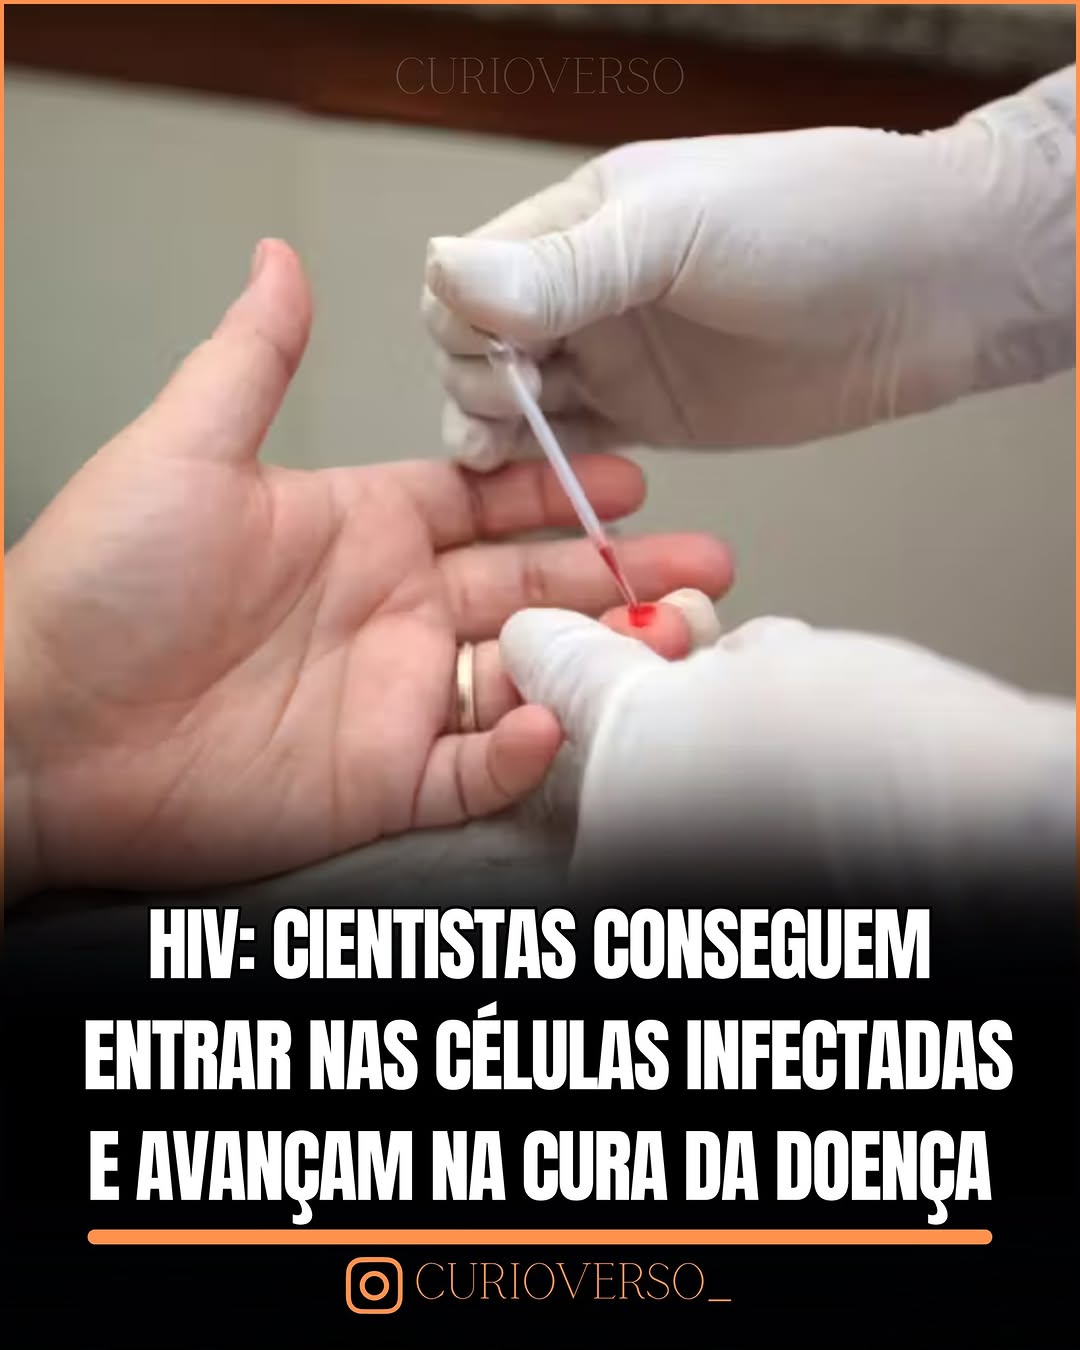 CURIOVERSO
HIV: CIENTISTAS CONSEGUEM
ENTRAR NAS CÉLULAS INFECTADAS
E AVANÇAM NA CURA DA DOENÇA
CURIOVERSO_